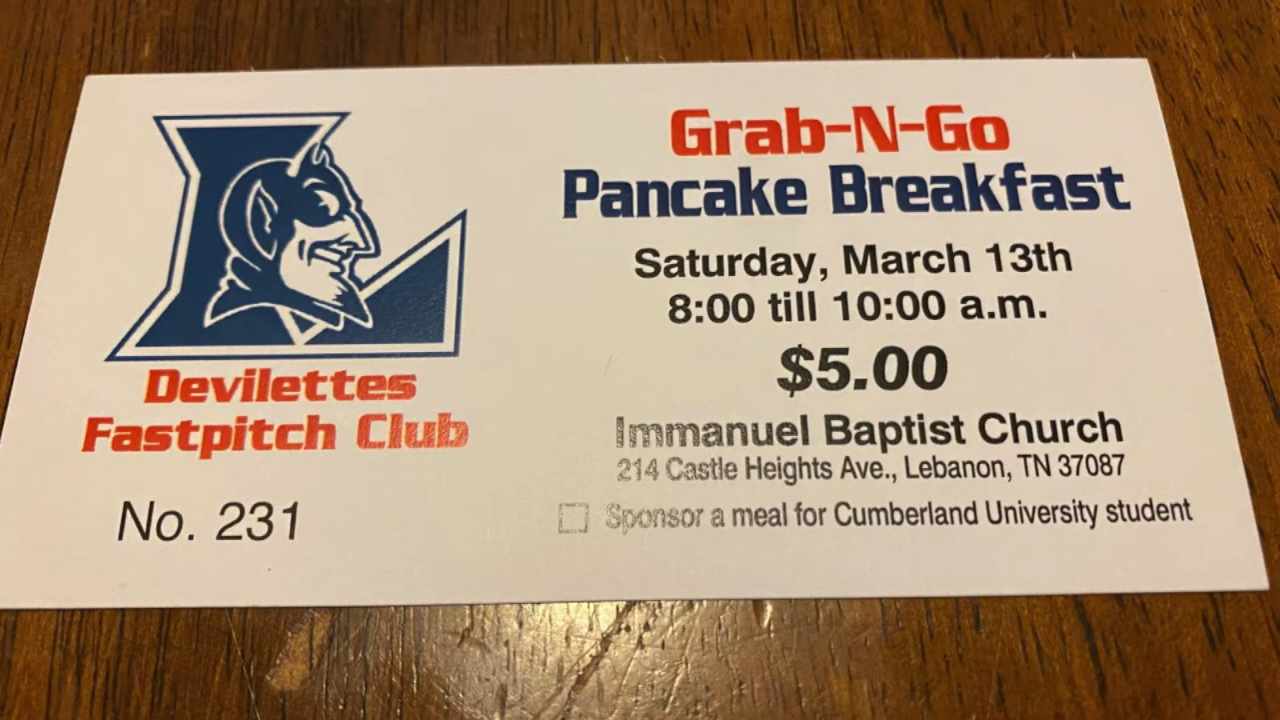 Devilettes
Fastpitch Club
No. 231
Grab-N-Go
Pancake Breakfast
Saturday, March 13th
8:00 till 10:00 a.m.
$5.00
Immanuel Baptist Church
214 Castle Heights Ave., Lebanon, TN 37087
Sponsor a meal for Cumberland University student